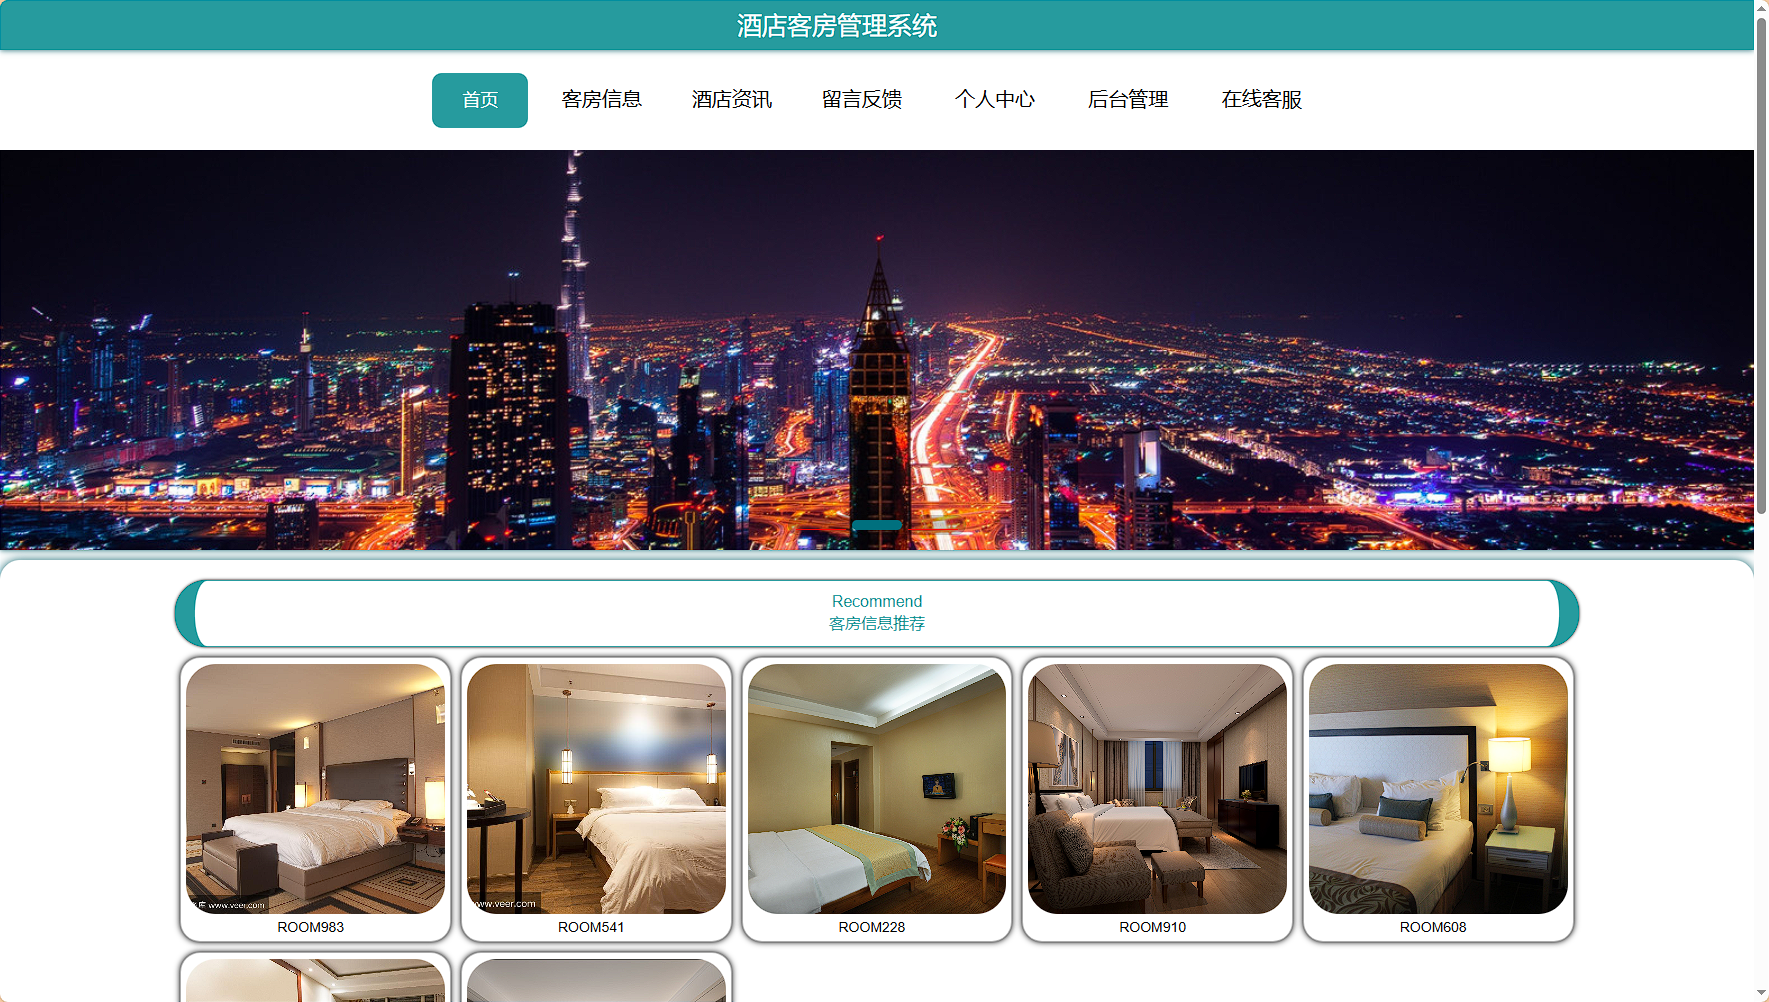 酒店客房管理系统
首页
客房信息
酒店资讯
留言反馈
个人中心
后台管理
在线客服
Recommend
客房信息推荐
库 www.veer.com
www.veer.com
ROOM983
ROOM541
ROOM228
ROOM910
ROOM608